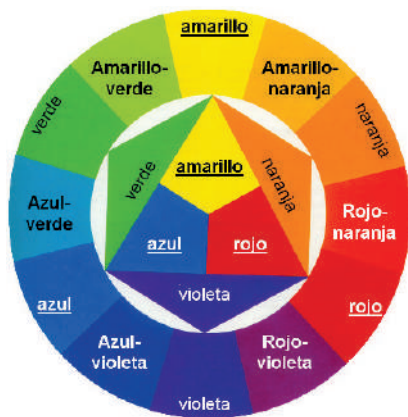 amarillo
Amarillo-
verde
Amarillo-
naranja
verde
naranja
amarillo
verde
naranja
Azul-
verde
Rojo-
naranja
azul
rojo
azul
rojo
violeta
Azul-
violeta
Rojo-
violeta
violeta